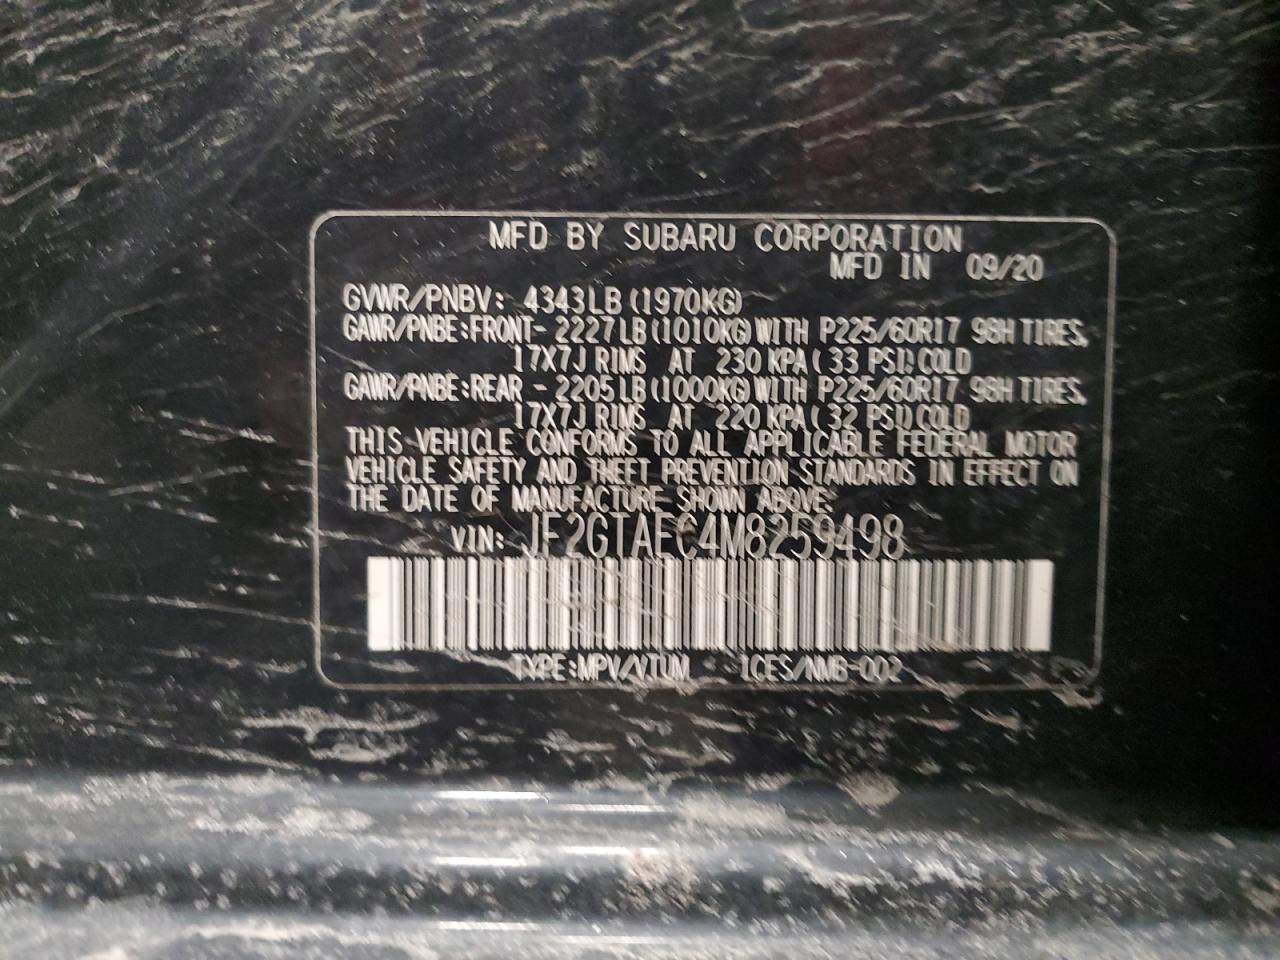 MFD BY SUBARU CORPORATION
MFD IN 09/20
GVWR/PNBV: 4343LB(1970KG)
GAWR/PNBE:FRONT- 2227LB(1010KG)WITH P225/60R17 98H TIRES,
17X7J RIMS AT 230 KPA( 33 PSI)COLD
GAWR/PNBE:REAR - 2205LB(1000KG)WITH P225/60R17 98H TIRES,
17X7J RIMS AT 220 KPA( 32 PSI)COLD
THIS VEHICLE CONFORMS TO ALL APPLICABLE FEDERAL MOTOR
VEHICLE SAFETY AND THEFT PREVENTION STANDARDS IN EFFECT ON
THE DATE OF MANUFACTURE SHOWN ABOVE:
VIN: JF2GTAEC4M8259498
TYPE:MPV/VTUM ICES/NMB-002